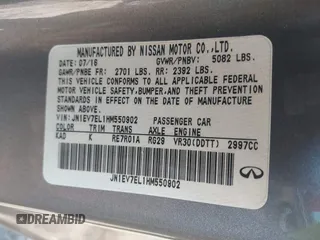 MANUFACTURED BY NISSAN MOTOR CO.,LTD.
DATE: 07/16 GVWR/PNBV: 5082 LBS.
GAWR/PNBE FR: 2701 LBS. RR: 2392 LBS.
THIS VEHICLE CONFORMS TO ALL APPLICABLE FEDERAL
MOTOR VEHICLE SAFETY, BUMPER, AND THEFT
PREVENTION STANDARDS IN EFFECT ON THE DATE
OF MANUFACTURE SHOWN ABOVE.
VIN: JN1EV7EL1HM550902 PASSENGER CAR
COLOR TRIM TRANS AXLE ENGINE
KAD K RE7R01A RG29 VR30(DDTT) 2997CC
JN1EV7EL1HM550902
DREAMBID